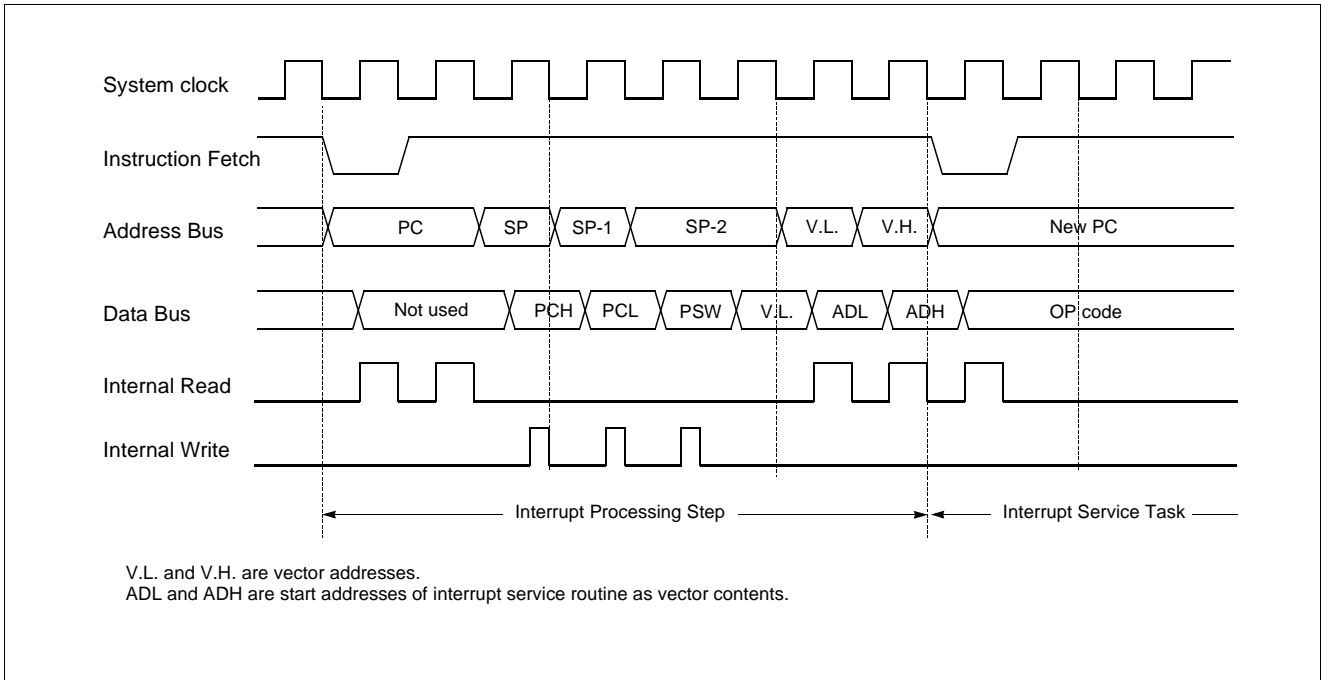 System clock
Instruction Fetch
Address Bus
PC
SP
SP-1
SP-2
V.L.
V.H.
New PC
Data Bus
Not used
PCH
PCL
PSW
V.L.
ADL
ADH
OP code
Internal Read
Internal Write
Interrupt Processing Step
Interrupt Service Task
V.L. and V.H. are vector addresses.
ADL and ADH are start addresses of interrupt service routine as vector contents.